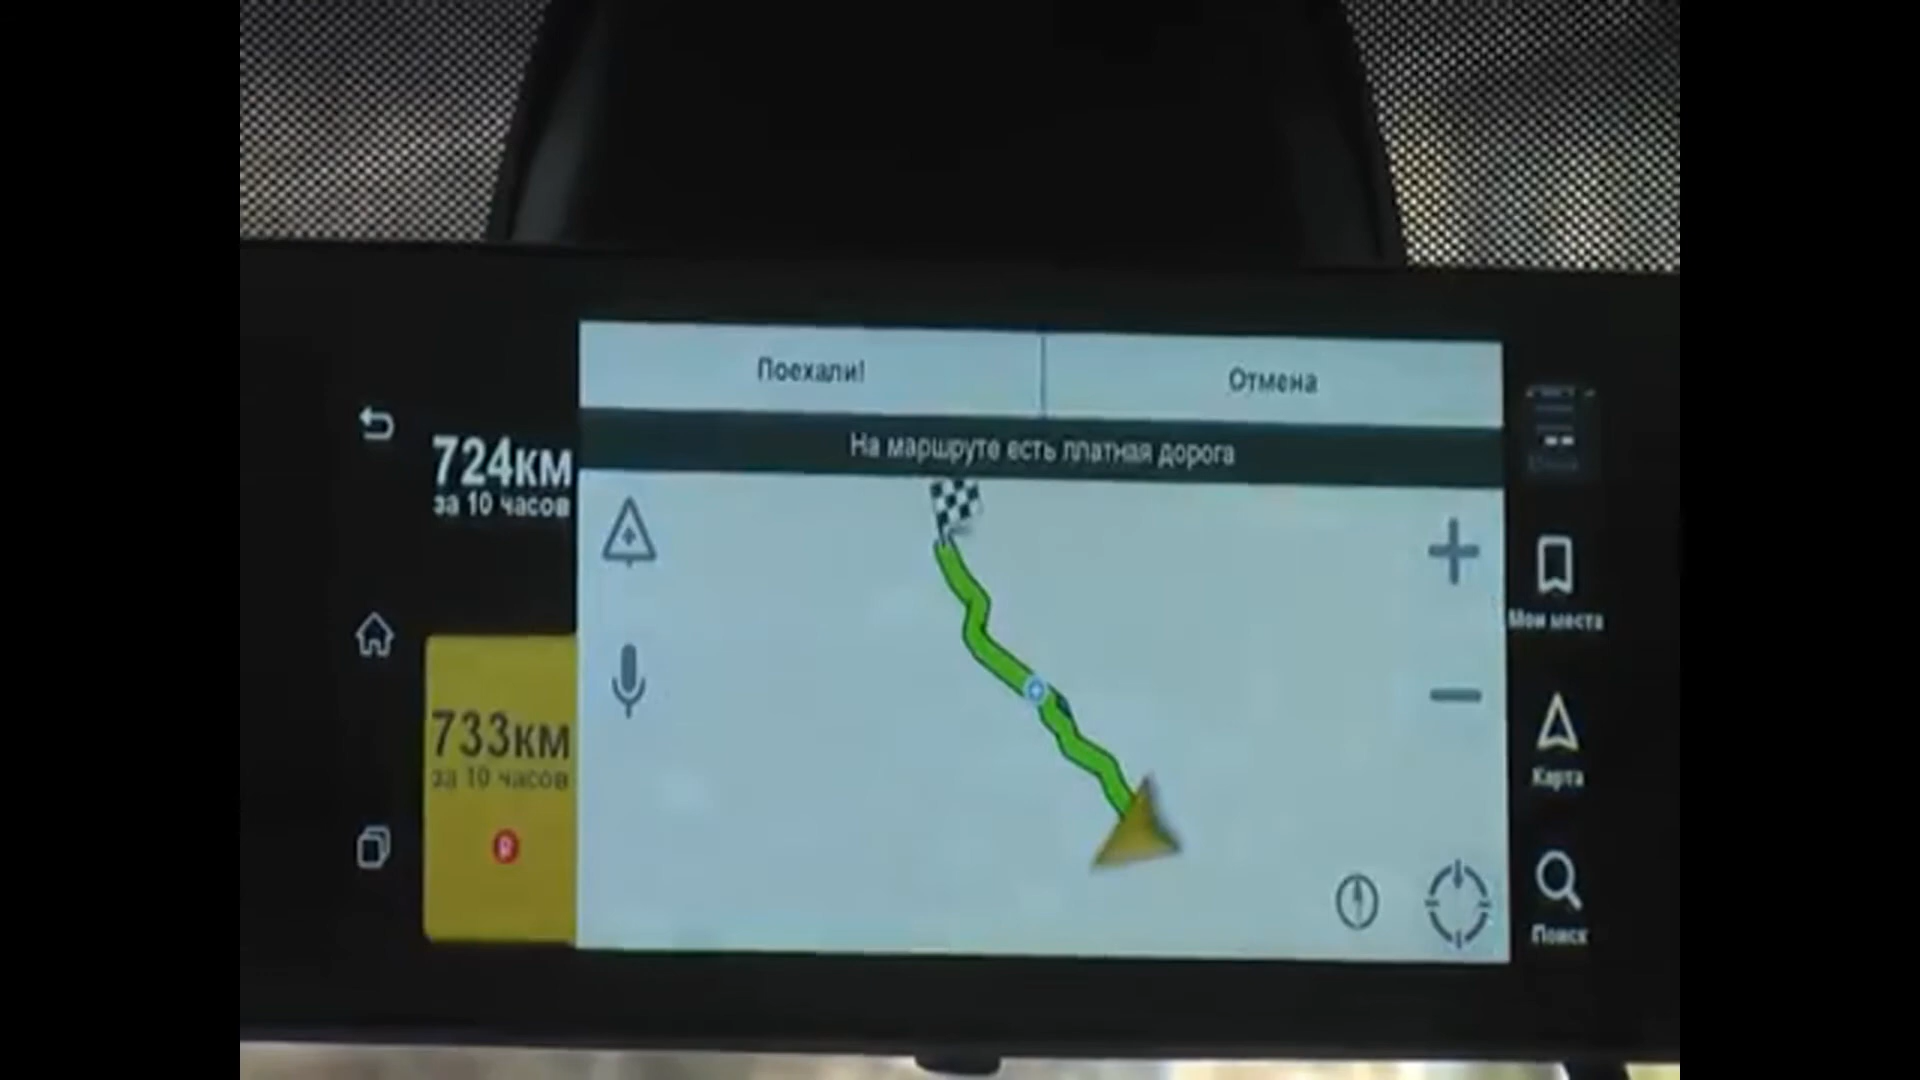 Поехали!
Отмена
На маршруте есть платная дорога
724км
за 10 часов
733км
за 10 часов
Мои места
Карта
Поиск